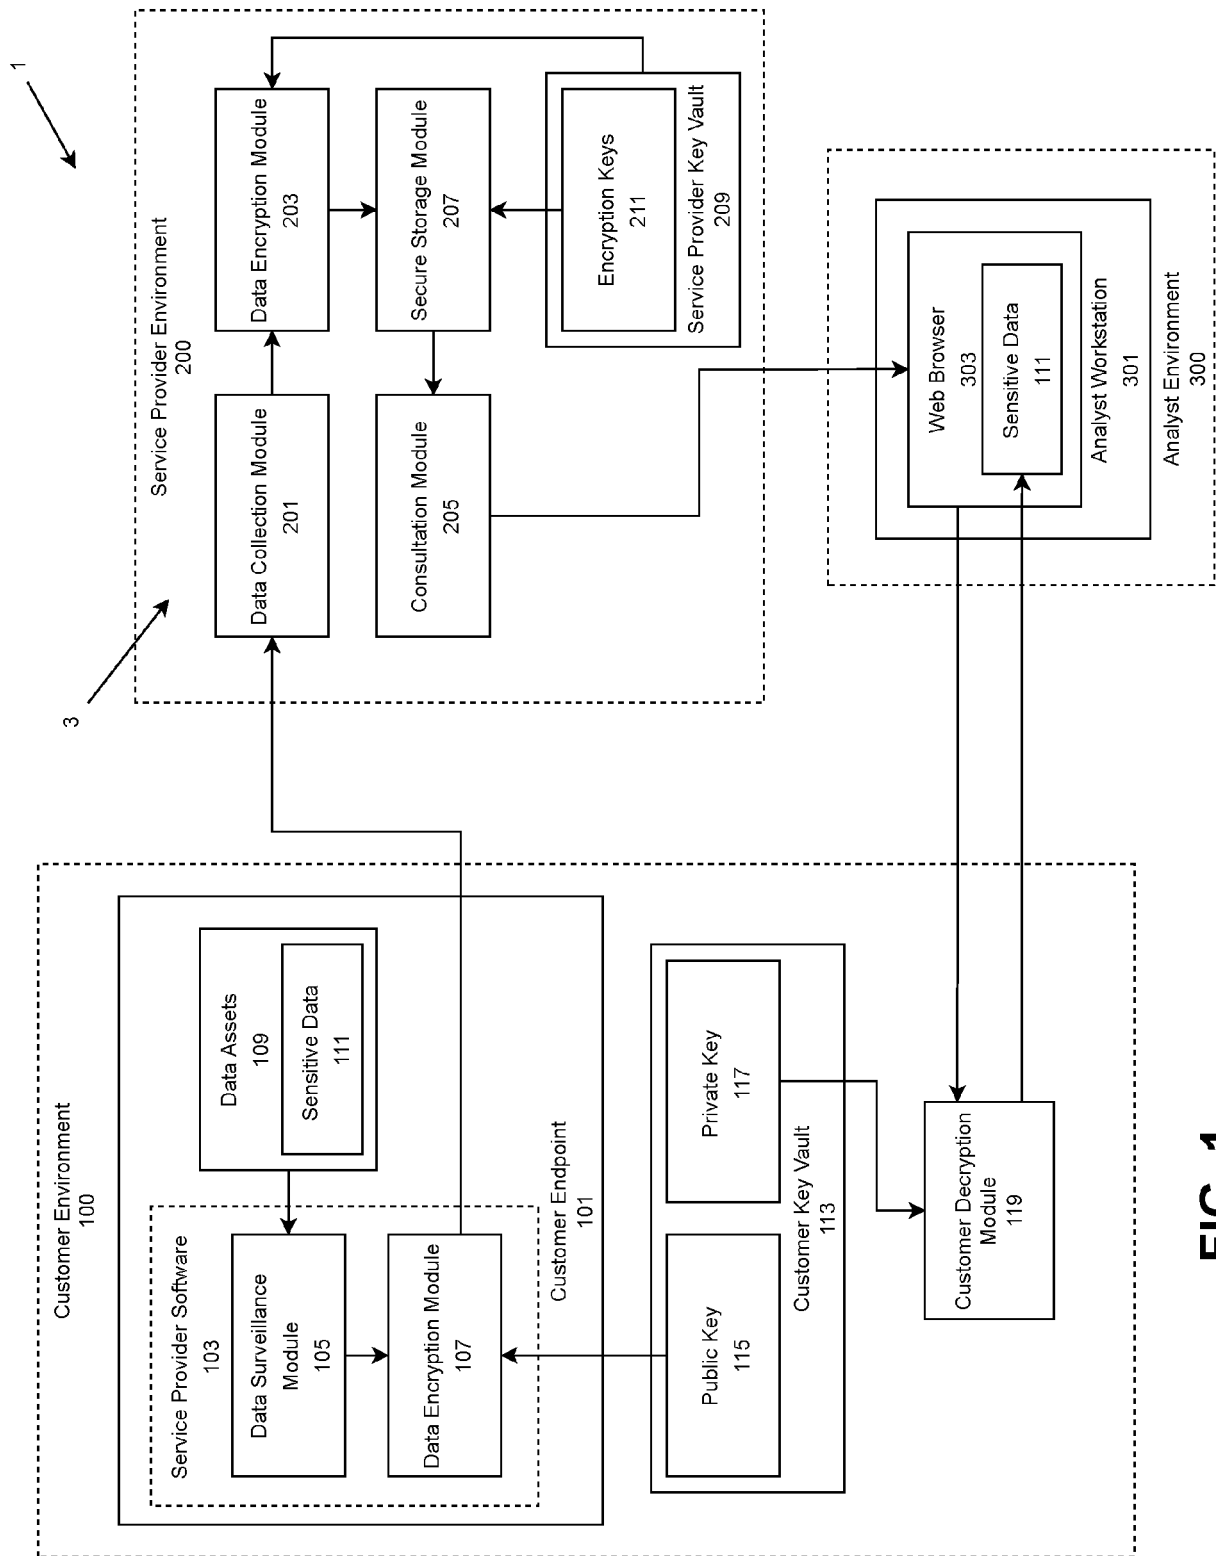 1
3
Customer Environment
100
Service Provider Software
103
Data Surveillance
Module
105
Data Encryption Module
107
Data Assets
109
Sensitive Data
111
Customer Endpoint
101
Public Key
115
Private Key
117
Customer Key Vault
113
Customer Decryption
Module
119
Service Provider Environment
200
Data Collection Module
201
Data Encryption Module
203
Consultation Module
205
Secure Storage Module
207
Encryption Keys
211
Service Provider Key Vault
209
Web Browser
303
Sensitive Data
111
Analyst Workstation
301
Analyst Environment
300